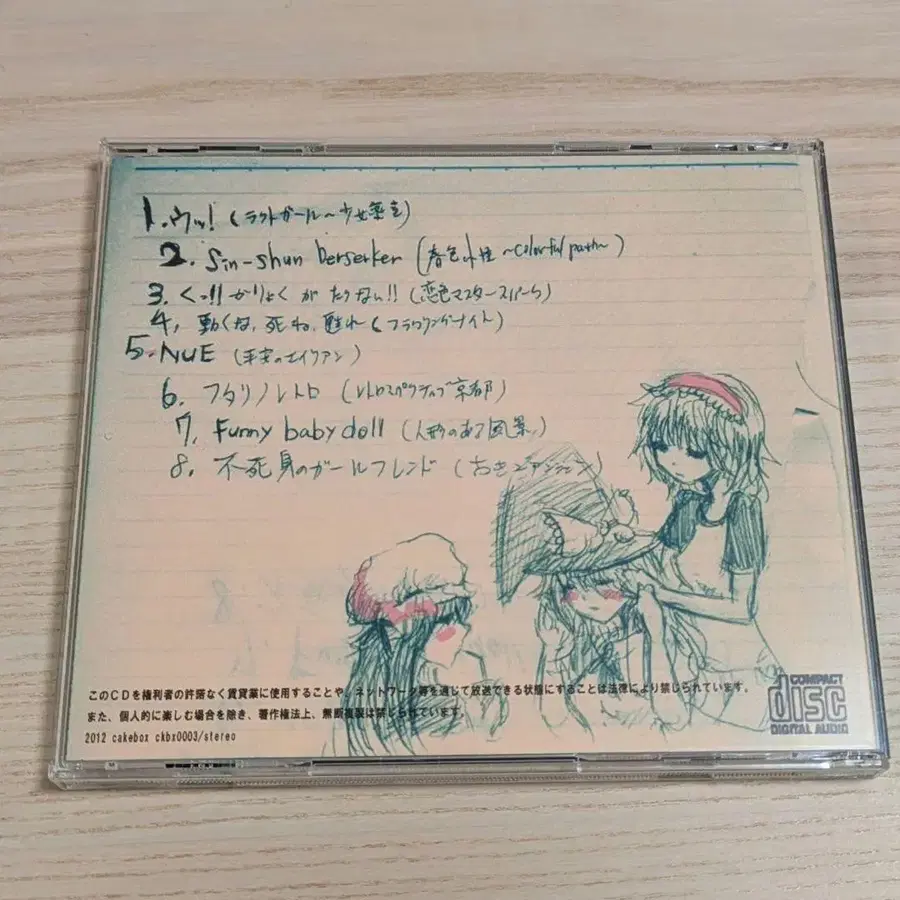 1. ウッ! (ラクトガール～少女密室)
2. Sin-shun berserker (春色小径 ~Colorful path~)
3. くっ!! かりょく が たりない!! (恋色マスタースパーク)
4. 動くな、死ね、甦れ (フラワリングナイト)
5. NUE (平安のエイリアン)
6. フタリノレトロ (レトロスペクティブ京都)
7. Funny baby doll (人形のある風景)
8. 不死身のガールフレンド
このCDを権利者の許諾なく賃貸業に使用することや、ネットワーク等を通じて放送できる状態にすることは法律により禁じられています。
また、個人的に楽しむ場合を除き、著作権法上、無断複製は禁じられています。
2012 cakebox ckbx0003/stereo
COMPACT
disc
DIGITAL AUDIO